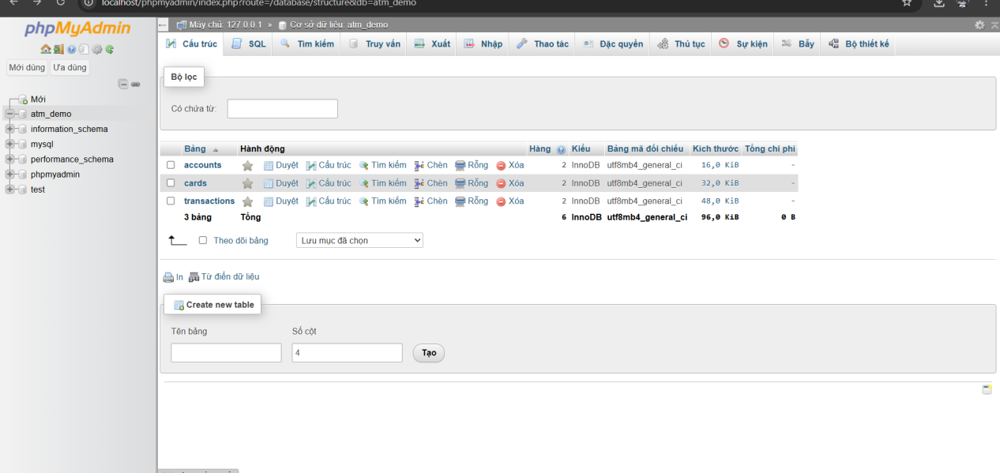 localhost/phpmyadmin/index.php?route=/database/structure&db=atm_demo
phpMyAdmin
Mới dùng Ưa dùng
Mới
atm_demo
information_schema
mysql
performance_schema
phpmyadmin
test
Máy chủ: 127.0.0.1 » Cơ sở dữ liệu: atm_demo
Cấu trúc SQL Tìm kiếm Truy vấn Xuất Nhập Thao tác Đặc quyền Thủ tục Sự kiện Bẫy Bộ thiết kế
Bộ lọc
Có chứa từ:
Bảng Hành động Hàng Kiểu Bảng mã đối chiếu Kích thước Tổng chi phí
accounts Duyệt Cấu trúc Tìm kiếm Chèn Rỗng Xóa 2 InnoDB utf8mb4_general_ci 16,0 KiB -
cards Duyệt Cấu trúc Tìm kiếm Chèn Rỗng Xóa 2 InnoDB utf8mb4_general_ci 32,0 KiB -
transactions Duyệt Cấu trúc Tìm kiếm Chèn Rỗng Xóa 2 InnoDB utf8mb4_general_ci 48,0 KiB -
3 bảng Tổng 6 InnoDB utf8mb4_general_ci 96,0 KiB 0 B
Theo dõi bảng Lưu mục đã chọn
In Từ điển dữ liệu
Create new table
Tên bảng Số cột
4 Tạo